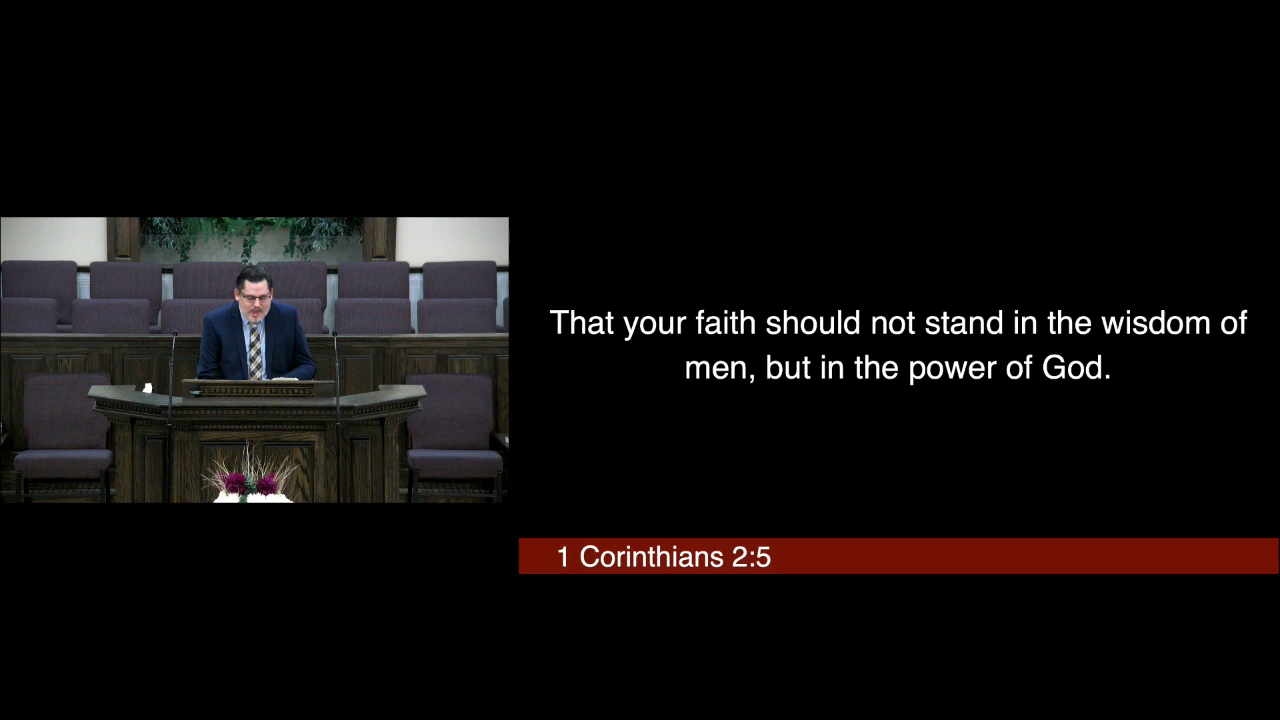 That your faith should not stand in the wisdom of
men, but in the power of God.
1 Corinthians 2:5